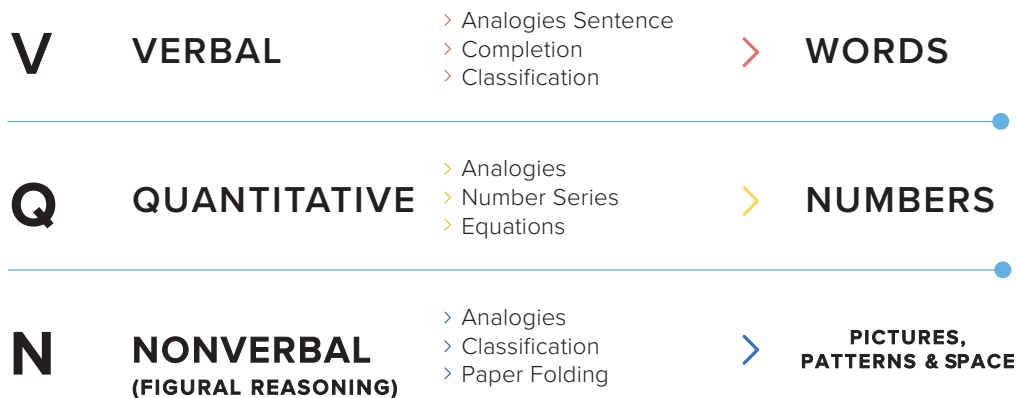 V
VERBAL
> Analogies Sentence
> Completion
> Classification
> WORDS
Q
QUANTITATIVE
> Analogies
> Number Series
> Equations
> NUMBERS
N
NONVERBAL
(FIGURAL REASONING)
> Analogies
> Classification
> Paper Folding
> PICTURES,
PATTERNS & SPACE